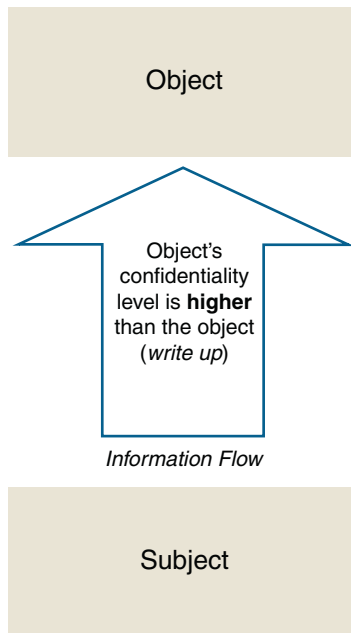 Object
Object's
confidentiality
level is higher
than the object
(write up)
Information Flow
Subject